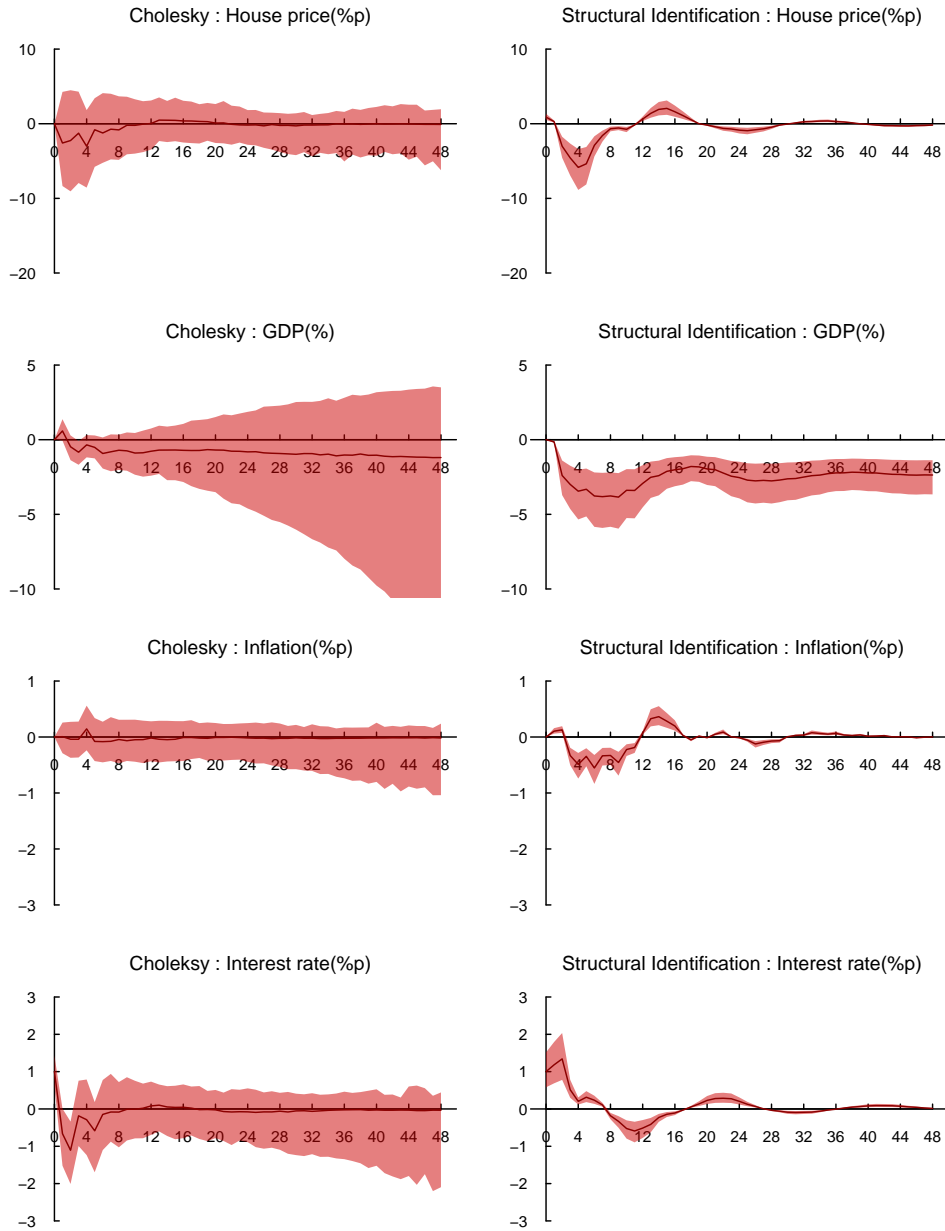 Cholesky : House price(%p)
10
0
−10
−20
0 4 8 12 16 20 24 28 32 36 40 44 48
Structural Identification : House price(%p)
10
0
−10
−20
0 4 8 12 16 20 24 28 32 36 40 44 48
Cholesky : GDP(%)
5
0
−5
−10
0 4 8 12 16 20 24 28 32 36 40 44 48
Structural Identification : GDP(%)
5
0
−5
−10
0 4 8 12 16 20 24 28 32 36 40 44 48
Cholesky : Inflation(%p)
1
0
−1
−2
−3
0 4 8 12 16 20 24 28 32 36 40 44 48
Structural Identification : Inflation(%p)
1
0
−1
−2
−3
0 4 8 12 16 20 24 28 32 36 40 44 48
Choleksy : Interest rate(%p)
3
2
1
0
−1
−2
−3
0 4 8 12 16 20 24 28 32 36 40 44 48
Structural Identification : Interest rate(%p)
3
2
1
0
−1
−2
−3
0 4 8 12 16 20 24 28 32 36 40 44 48